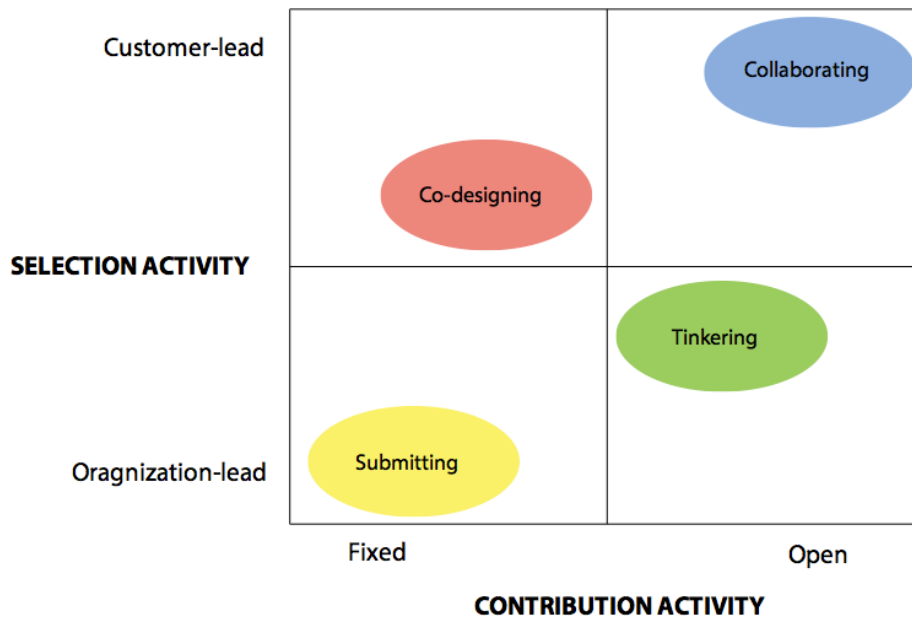 Customer-lead
Collaborating
Co-designing
SELECTION ACTIVITY
Tinkering
Submitting
Oragnization-lead
Fixed
Open
CONTRIBUTION ACTIVITY